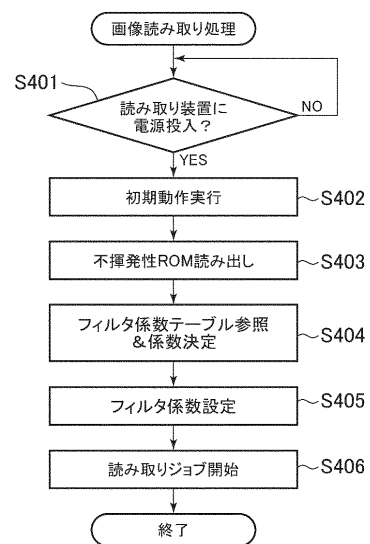 画像読み取り処理
S401
読み取り装置に
電源投入？
NO
YES
初期動作実行
S402
不揮発性ROM読み出し
S403
フィルタ係数テーブル参照
&係数決定
S404
フィルタ係数設定
S405
読み取りジョブ開始
S406
終了